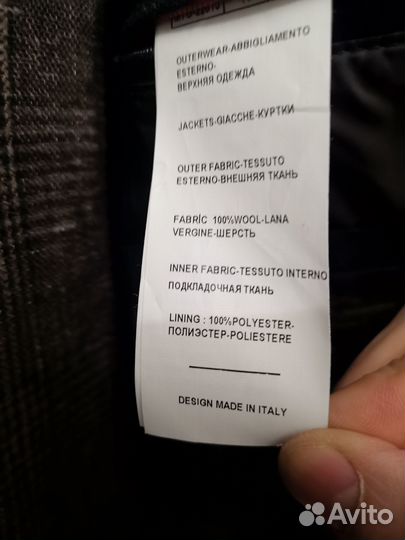 OUTERWEAR-ABBIGLIAMENTO
ESTERNO-
ВЕРХНЯЯ ОДЕЖДА
JACKETS-GIACCHE-КУРТКИ
OUTER FABRIC-TESSUTO
ESTERNO-ВНЕШНЯЯ ТКАНЬ
FABRİC 100%WOOL-LANA
VERGINE-ШЕРСТЬ
INNER FABRIC-TESSUTO INTERNO
ПОДКЛАДОЧНАЯ ТКАНЬ
LINING : 100%POLYESTER-
ПОЛИЭСТЕР-POLIESTERE
DESIGN MADE IN ITALY
Avito